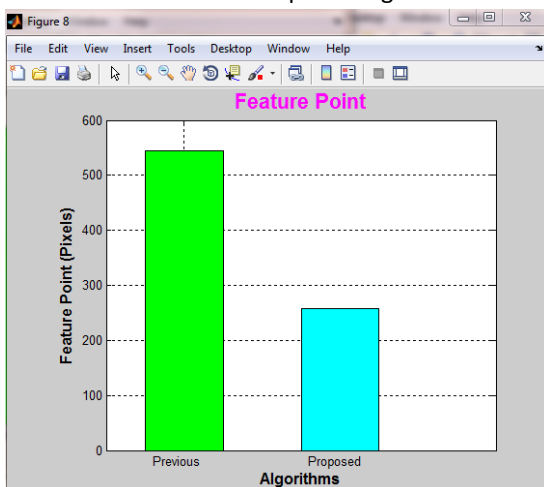 Figure 8
File Edit View Insert Tools Desktop Window Help
Feature Point
600
500
400
300
200
100
0
Feature Point (Pixels)
Previous Proposed
Algorithms